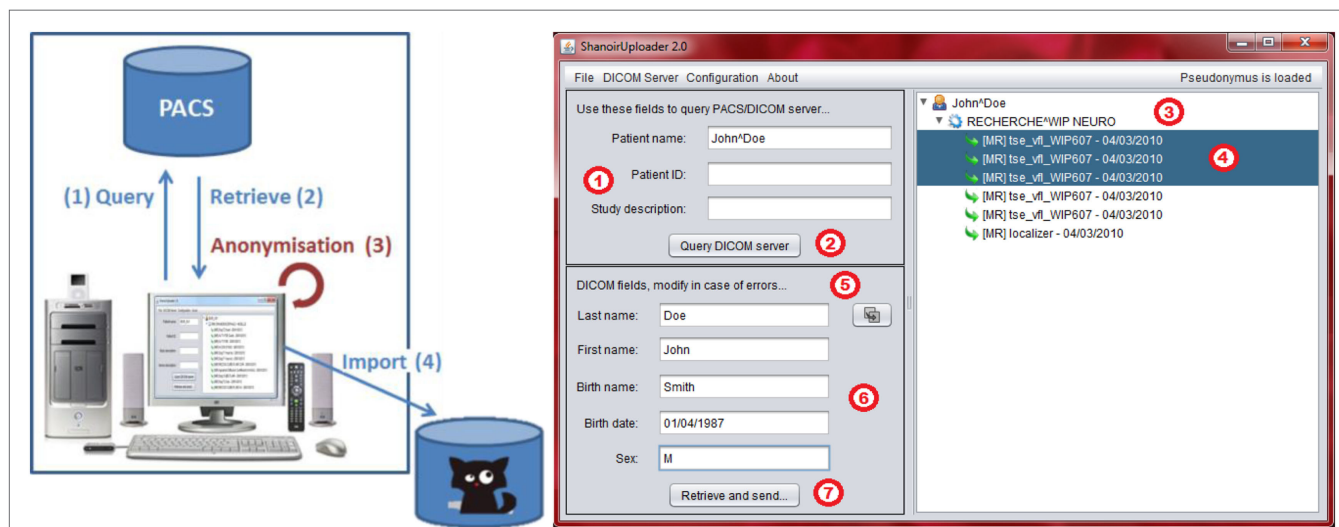 PACS
(1) Query
Retrieve (2)
Anonymisation (3)
Import (4)
ShanoirUploader 2.0
File DICOM Server Configuration About
Pseudonymus is loaded
Use these fields to query PACS/DICOM server...
Patient name: John^Doe
1
Patient ID:
Study description:
Query DICOM server
2
DICOM fields, modify in case of errors...
5
Last name: Doe
First name: John
Birth name: Smith
6
Birth date: 01/04/1987
Sex: M
Retrieve and send...
7
John^Doe
3
RECHERCHE^WIP NEURO
[MR] tse_vfl_WIP607 - 04/03/2010
[MR] tse_vfl_WIP607 - 04/03/2010
4
[MR] tse_vfl_WIP607 - 04/03/2010
[MR] tse_vfl_WIP607 - 04/03/2010
[MR] tse_vfl_WIP607 - 04/03/2010
[MR] localizer - 04/03/2010